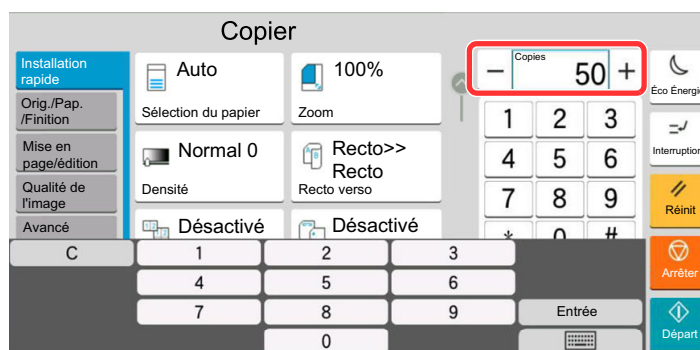 Copier
Installation
rapide
Orig./Pap.
/Finition
Mise en
page/édition
Qualité de
l'image
Avancé
Auto
Sélection du papier
100%
Zoom
Normal 0
Densité
Recto>>
Recto
Recto verso
Désactivé
Désactivé
Copies
− 50 +
1 2 3
4 5 6
7 8 9
* 0 #
Éco Énergie
Interruption
Réinit
Arrêter
Départ
C 1 2 3
4 5 6
7 8 9
Entrée
0